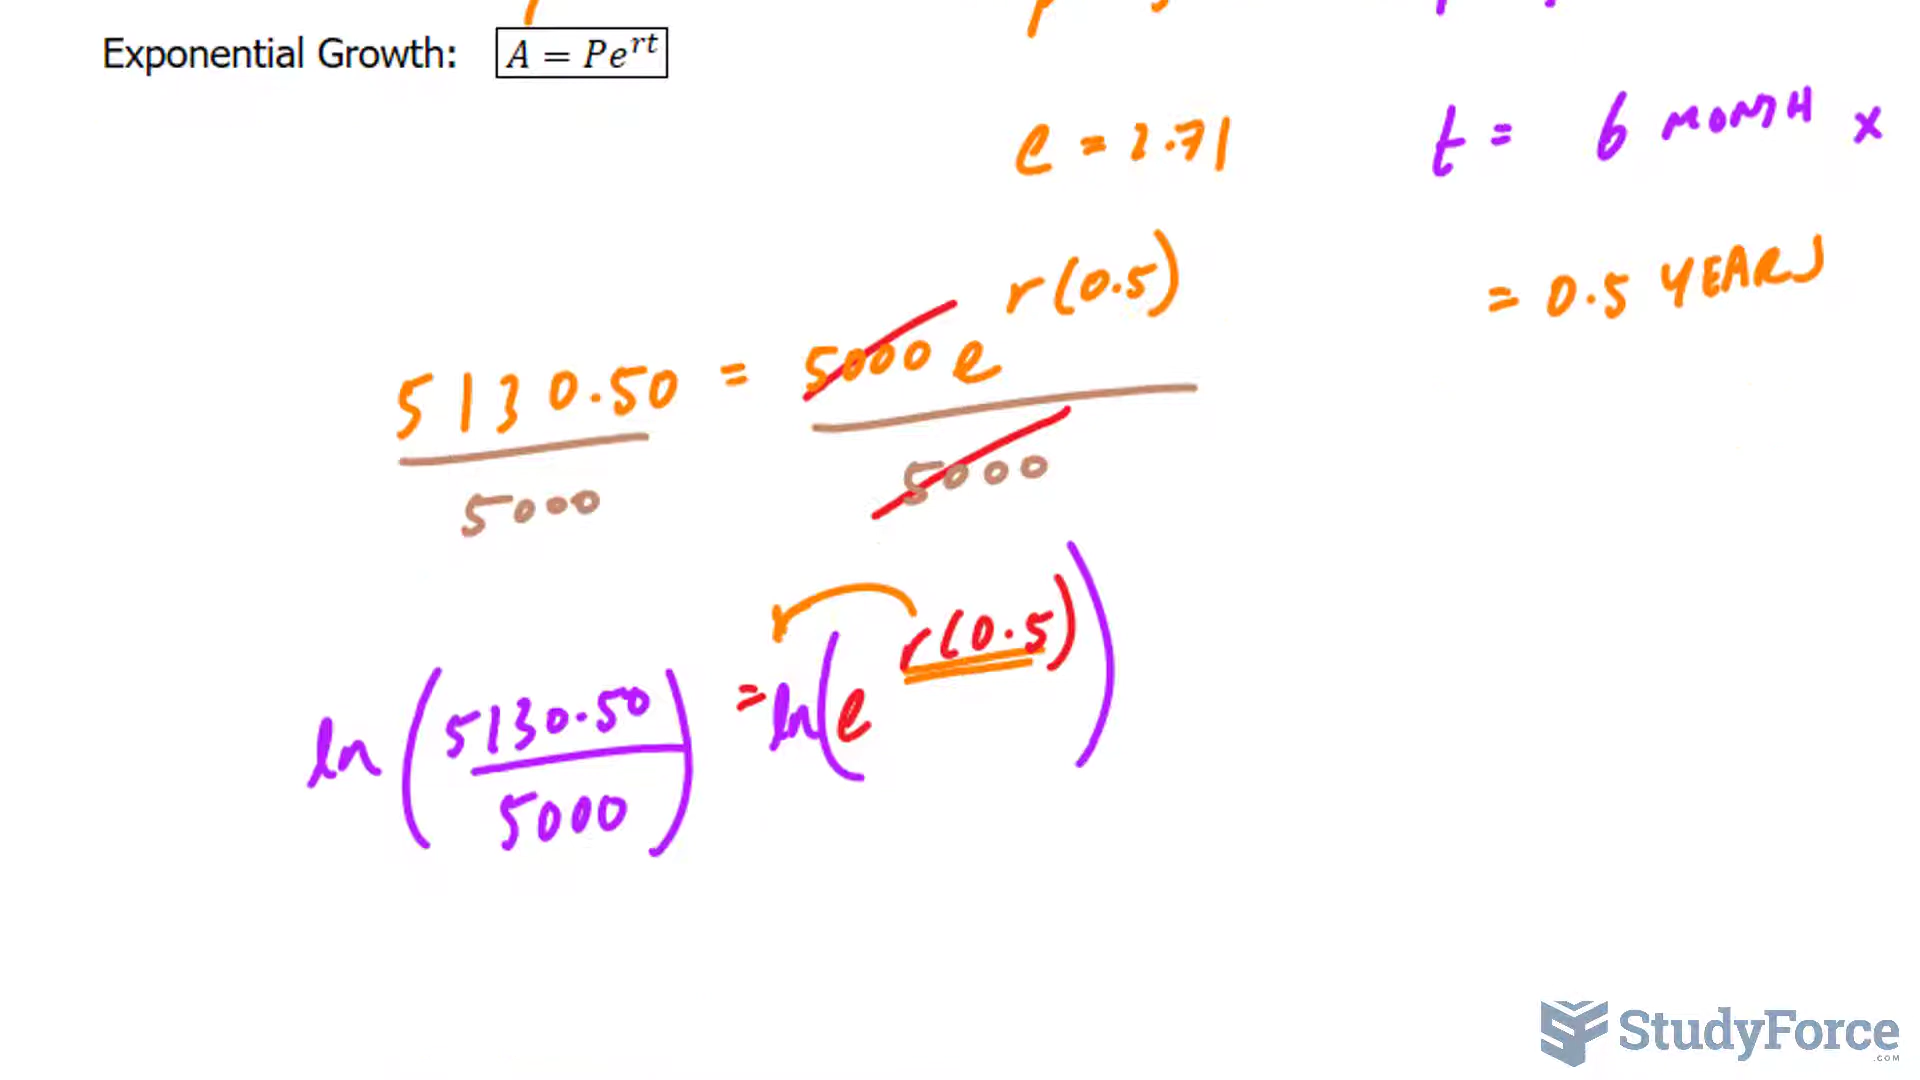 Exponential Growth: A = Pe^{rt}
e = 2.71
t = 6 MONTH ×
= 0.5 YEARS
r(0.5)
5130.50 = 5000 e
5000 5000
r(0.5)
ln(5130.50 = ln(e
5000)
StudyForce
.COM